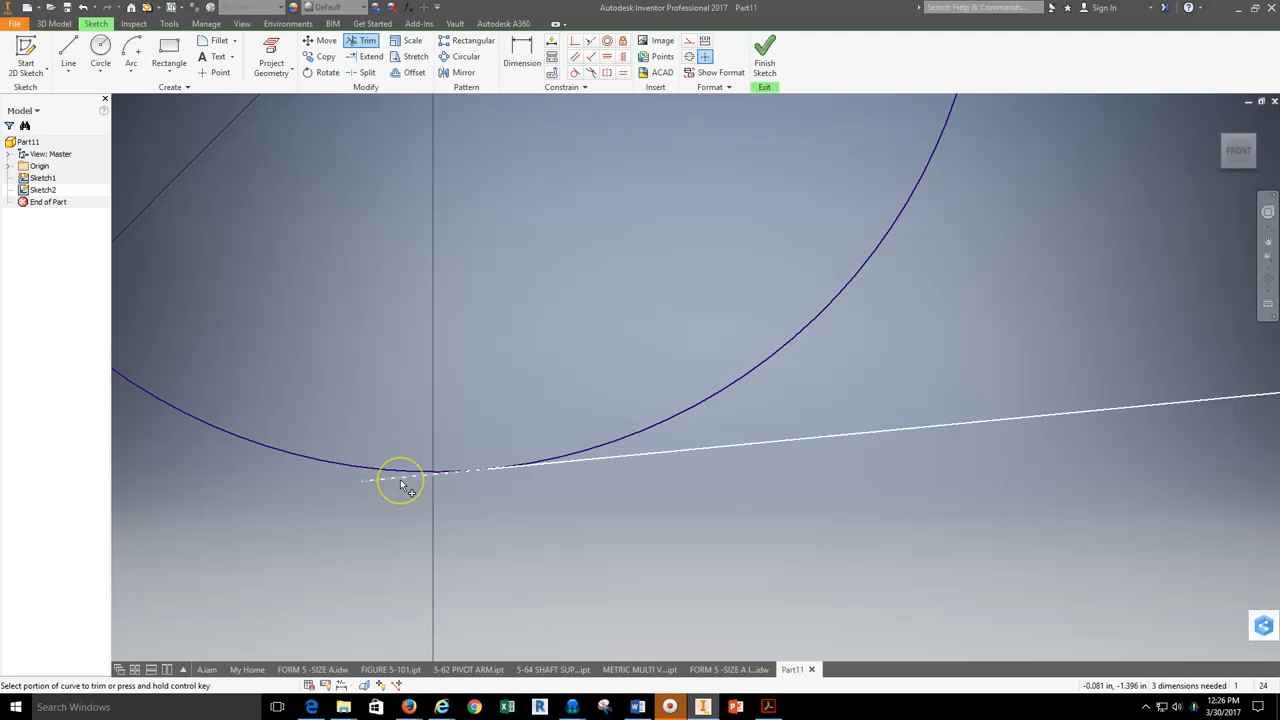 Default
Autodesk Inventor Professional 2017 Part11
Search Help & Commands...
Sign In
File 3D Model Sketch Inspect Tools Manage View Environments BIM Get Started Add-Ins Vault Autodesk A360
Start
2D Sketch
Line
Circle
Arc
Rectangle
Fillet
Text
Point
Project
Geometry
Move
Copy
Rotate
Trim
Extend
Split
Scale
Stretch
Offset
Rectangular
Circular
Mirror
Dimension
Image
Points
ACAD
Show Format
Finish
Sketch
Sketch Create Modify Pattern Constrain Insert Format Exit
Model
Part11
View: Master
Origin
Sketch1
Sketch2
End of Part
FRONT
A.iam My Home FORM 5 -SIZE A.idw FIGURE 5-101.ipt 5-62 PIVOT ARM.ipt 5-64 SHAFT SUP...ipt METRIC MULTI V...ipt FORM 5 -SIZE A I...idw Part11
Select portion of curve to trim or press and hold control key
-0.081 in, -1.396 in 3 dimensions needed 1 24
Search Windows
12:26 PM
3/30/2017